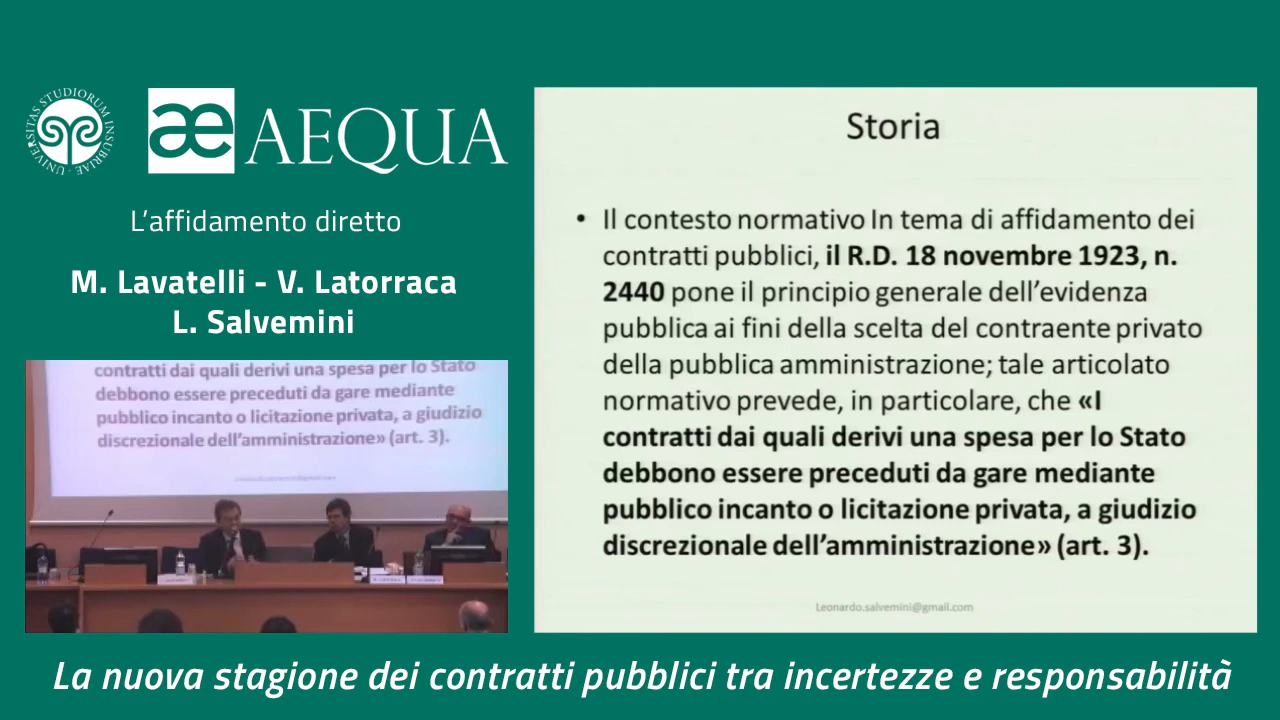 UNIVERSITAS STUDIORUM INSUBRIAE
æ AEQUA
L'affidamento diretto
M. Lavatelli - V. Latorraca
L. Salvemini
contratti dai quali derivi una spesa per lo Stato
debbono essere preceduti da gare mediante
pubblico incanto o licitazione privata, a giudizio
discrezionale dell'amministrazione» (art. 3).
Storia
• Il contesto normativo In tema di affidamento dei
contratti pubblici, il R.D. 18 novembre 1923, n.
2440 pone il principio generale dell'evidenza
pubblica ai fini della scelta del contraente privato
della pubblica amministrazione; tale articolato
normativo prevede, in particolare, che «I
contratti dai quali derivi una spesa per lo Stato
debbono essere preceduti da gare mediante
pubblico incanto o licitazione privata, a giudizio
discrezionale dell'amministrazione» (art. 3).
Leonardo.salvemini@gmail.com
La nuova stagione dei contratti pubblici tra incertezze e responsabilità